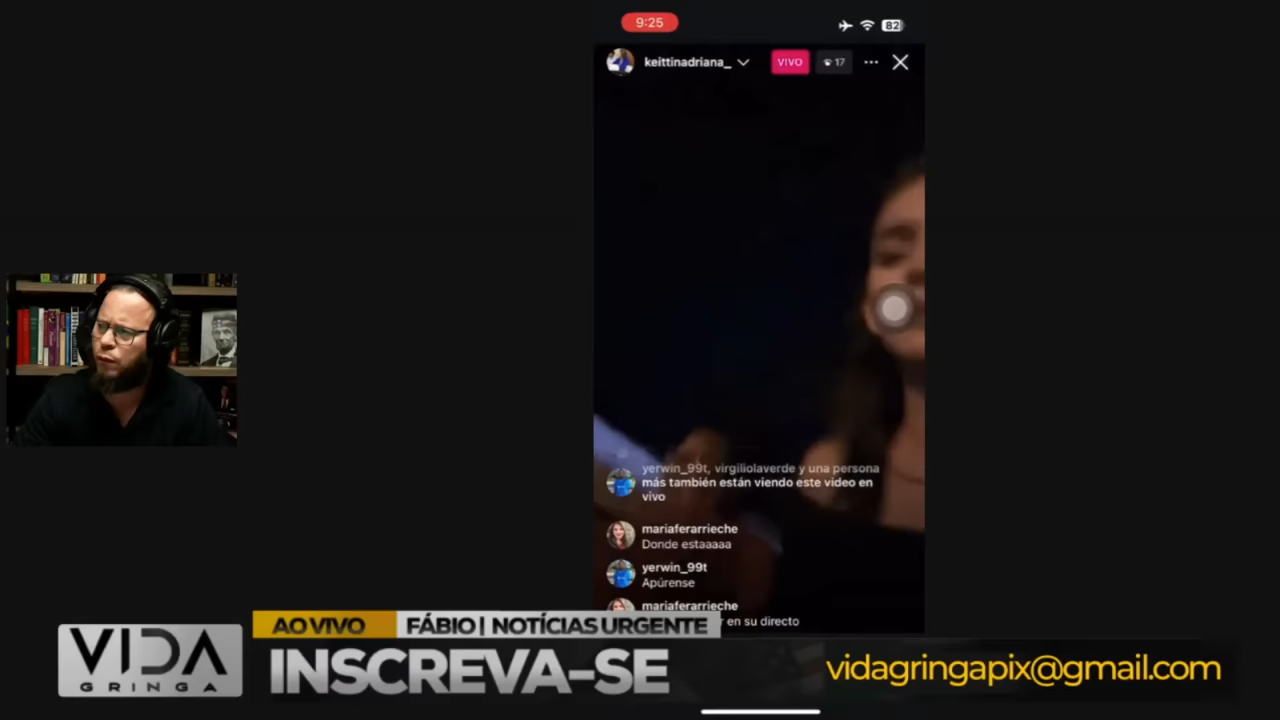 9:25
82
keittinadriana_
VIVO
17
yerwin_99t, virgiliolaverde y una persona
más también están viendo este video en
vivo
mariaferarrieche
Donde estaaaaa
yerwin_99t
Apúrense
mariaferarrieche
r en su directo
AO VIVO
FÁBIO | NOTÍCIAS URGENTE
VIDA
GRINGA
INSCREVA-SE
vidagringapix@gmail.com